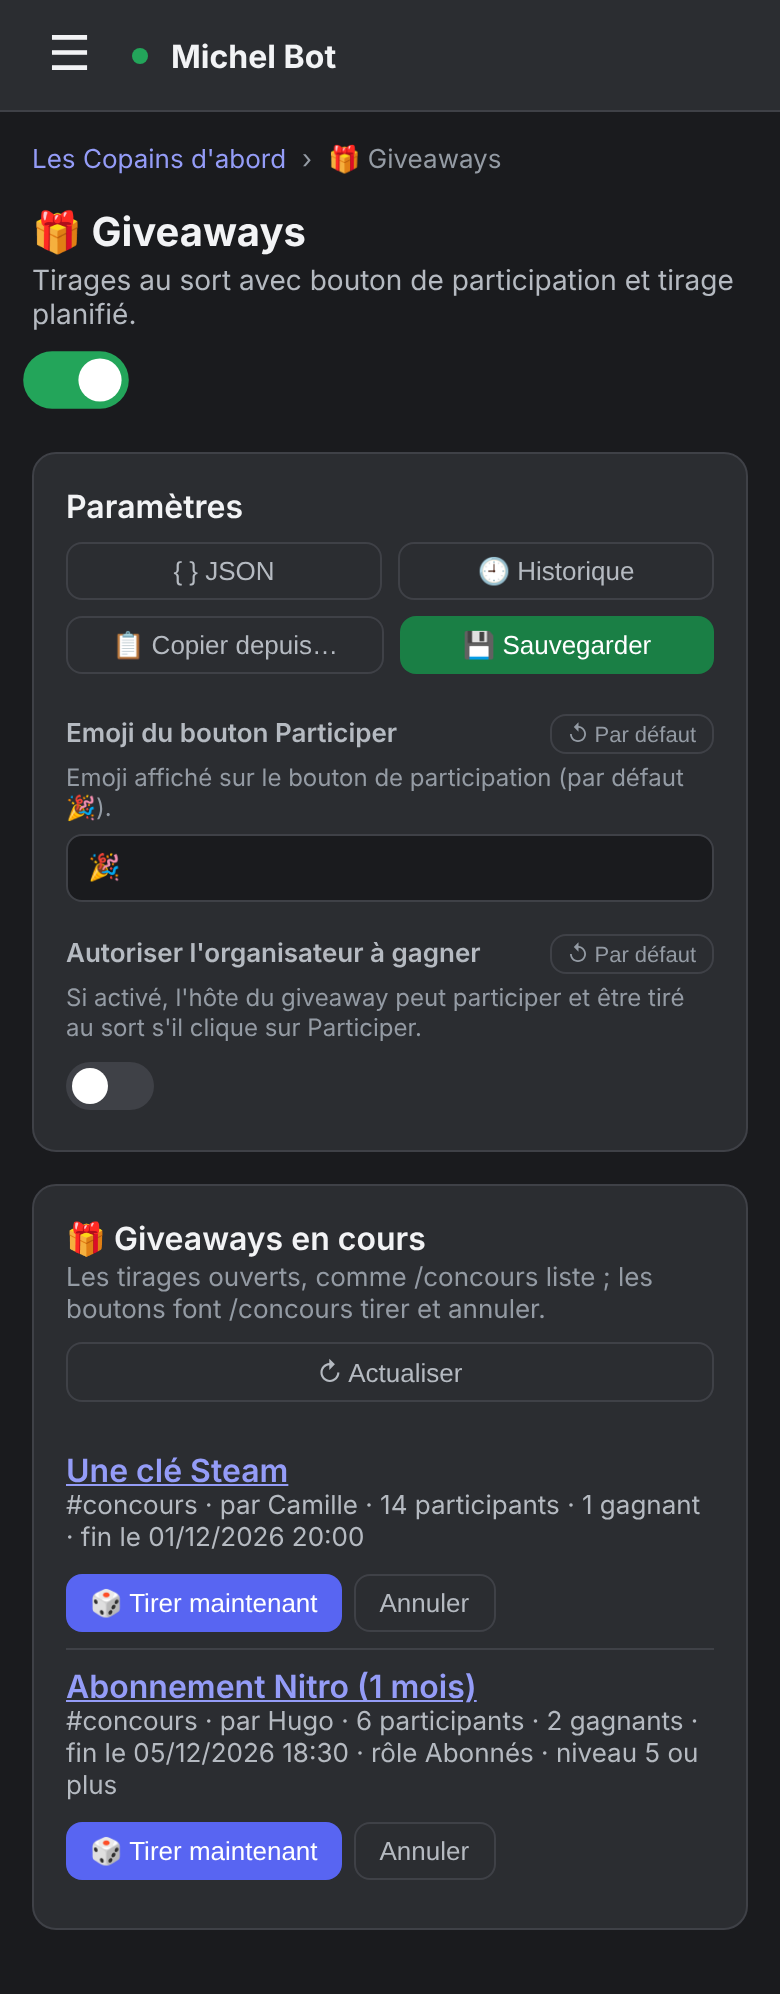 ☰ Michel Bot
Les Copains d'abord › 🎁 Giveaways
🎁 Giveaways
Tirages au sort avec bouton de participation et tirage
planifié.
Paramètres
{ } JSON
🕘 Historique
📋 Copier depuis…
💾 Sauvegarder
Emoji du bouton Participer
↺ Par défaut
Emoji affiché sur le bouton de participation (par défaut
🎉).
🎉
Autoriser l'organisateur à gagner
↺ Par défaut
Si activé, l'hôte du giveaway peut participer et être tiré
au sort s'il clique sur Participer.
🎁 Giveaways en cours
Les tirages ouverts, comme /concours liste ; les
boutons font /concours tirer et annuler.
↻ Actualiser
Une clé Steam
#concours · par Camille · 14 participants · 1 gagnant
· fin le 01/12/2026 20:00
🎲 Tirer maintenant
Annuler
Abonnement Nitro (1 mois)
#concours · par Hugo · 6 participants · 2 gagnants ·
fin le 05/12/2026 18:30 · rôle Abonnés · niveau 5 ou
plus
🎲 Tirer maintenant
Annuler